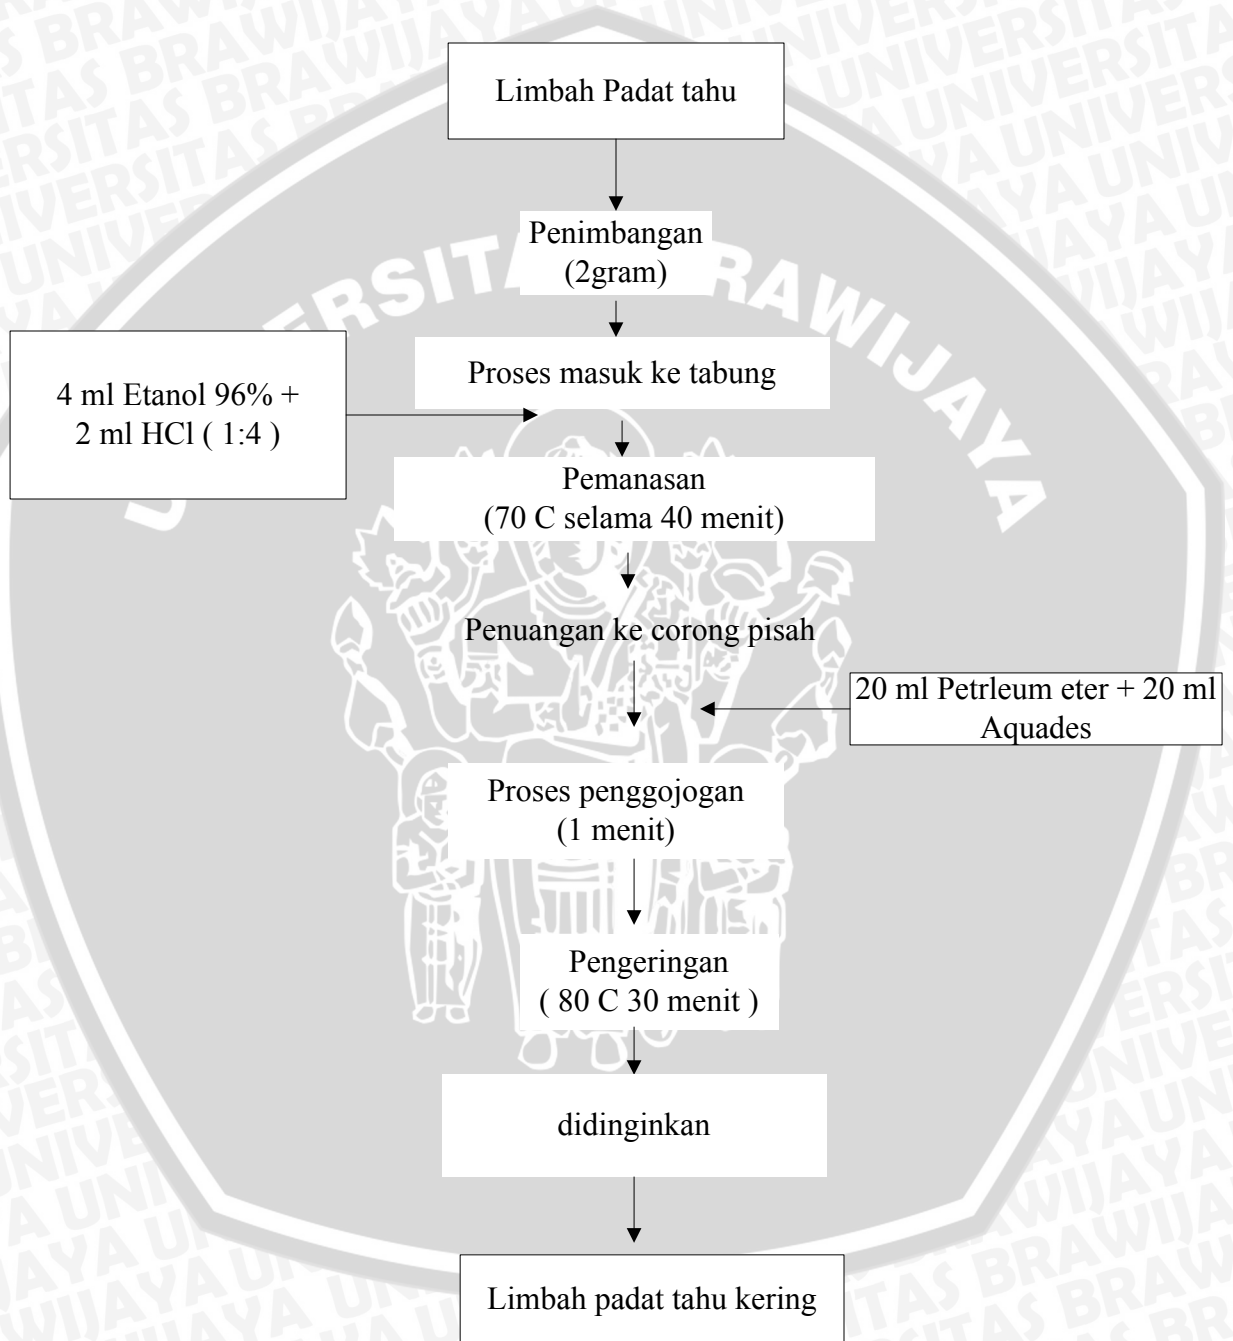 Limbah Padat tahu
Penimbangan
(2gram)
Proses masuk ke tabung
4 ml Etanol 96% +
2 ml HCl ( 1:4 )
Pemanasan
(70 C selama 40 menit)
Penuangan ke corong pisah
20 ml Petrleum eter + 20 ml
Aquades
Proses penggojogan
(1 menit)
Pengeringan
( 80 C 30 menit )
didinginkan
Limbah padat tahu kering